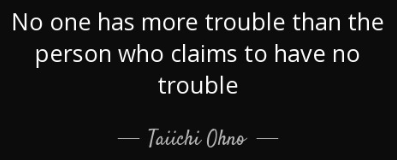 No one has more trouble than the
person who claims to have no
trouble
— Taiichi Ohno —